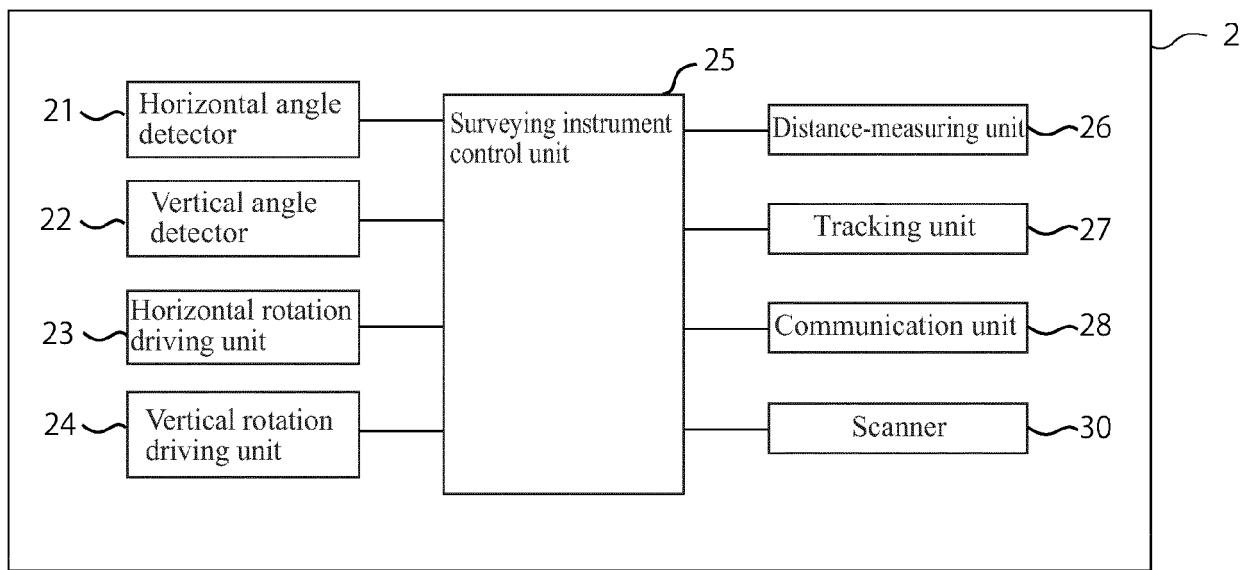 2
25
21
Horizontal angle
detector
22
Vertical angle
detector
23
Horizontal rotation
driving unit
24
Vertical rotation
driving unit
Surveying instrument
control unit
Distance-measuring unit
26
Tracking unit
27
Communication unit
28
Scanner
30